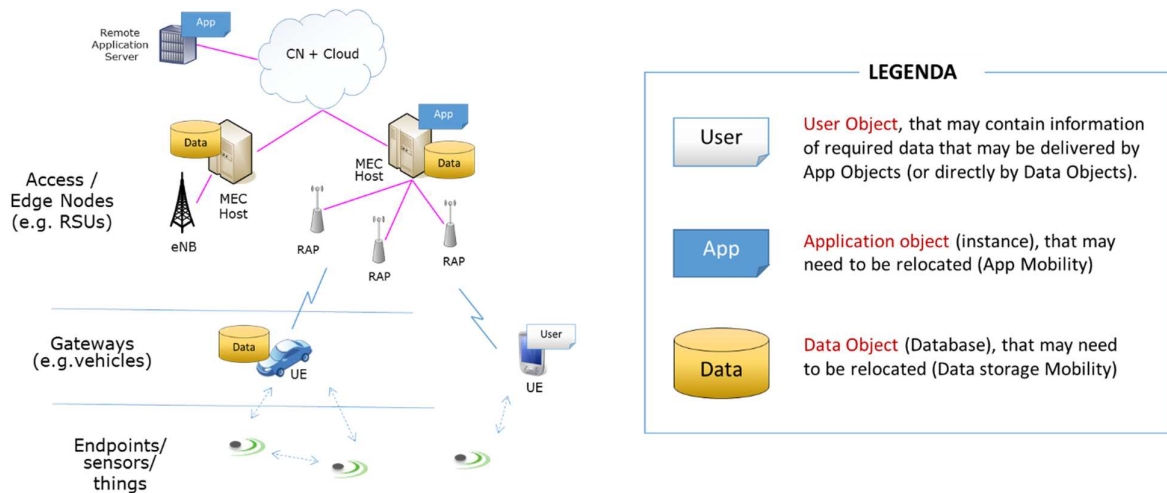 Remote
Application
Server
App
CN + Cloud
App
Data
Data
MEC
Host
MEC
Host
Access /
Edge Nodes
(e.g. RSUs)
eNB
RAP
RAP
RAP
Gateways
(e.g.vehicles)
Data
UE
User
UE
Endpoints/
sensors/
things
LEGENDA
User
User Object, that may contain information
of required data that may be delivered by
App Objects (or directly by Data Objects).
App
Application object (instance), that may
need to be relocated (App Mobility)
Data
Data Object (Database), that may need
to be relocated (Data storage Mobility)